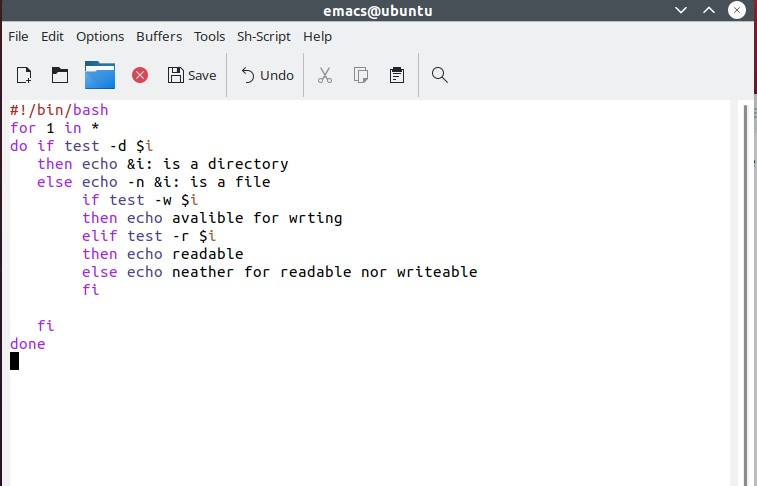 emacs@ubuntu
File Edit Options Buffers Tools Sh-Script Help
Save Undo
#!/bin/bash
for 1 in *
do if test -d $i
   then echo &i: is a directory
   else echo -n &i: is a file
        if test -w $i
        then echo avalible for wrting
        elif test -r $i
        then echo readable
        else echo neather for readable nor writeable
        fi

   fi
done